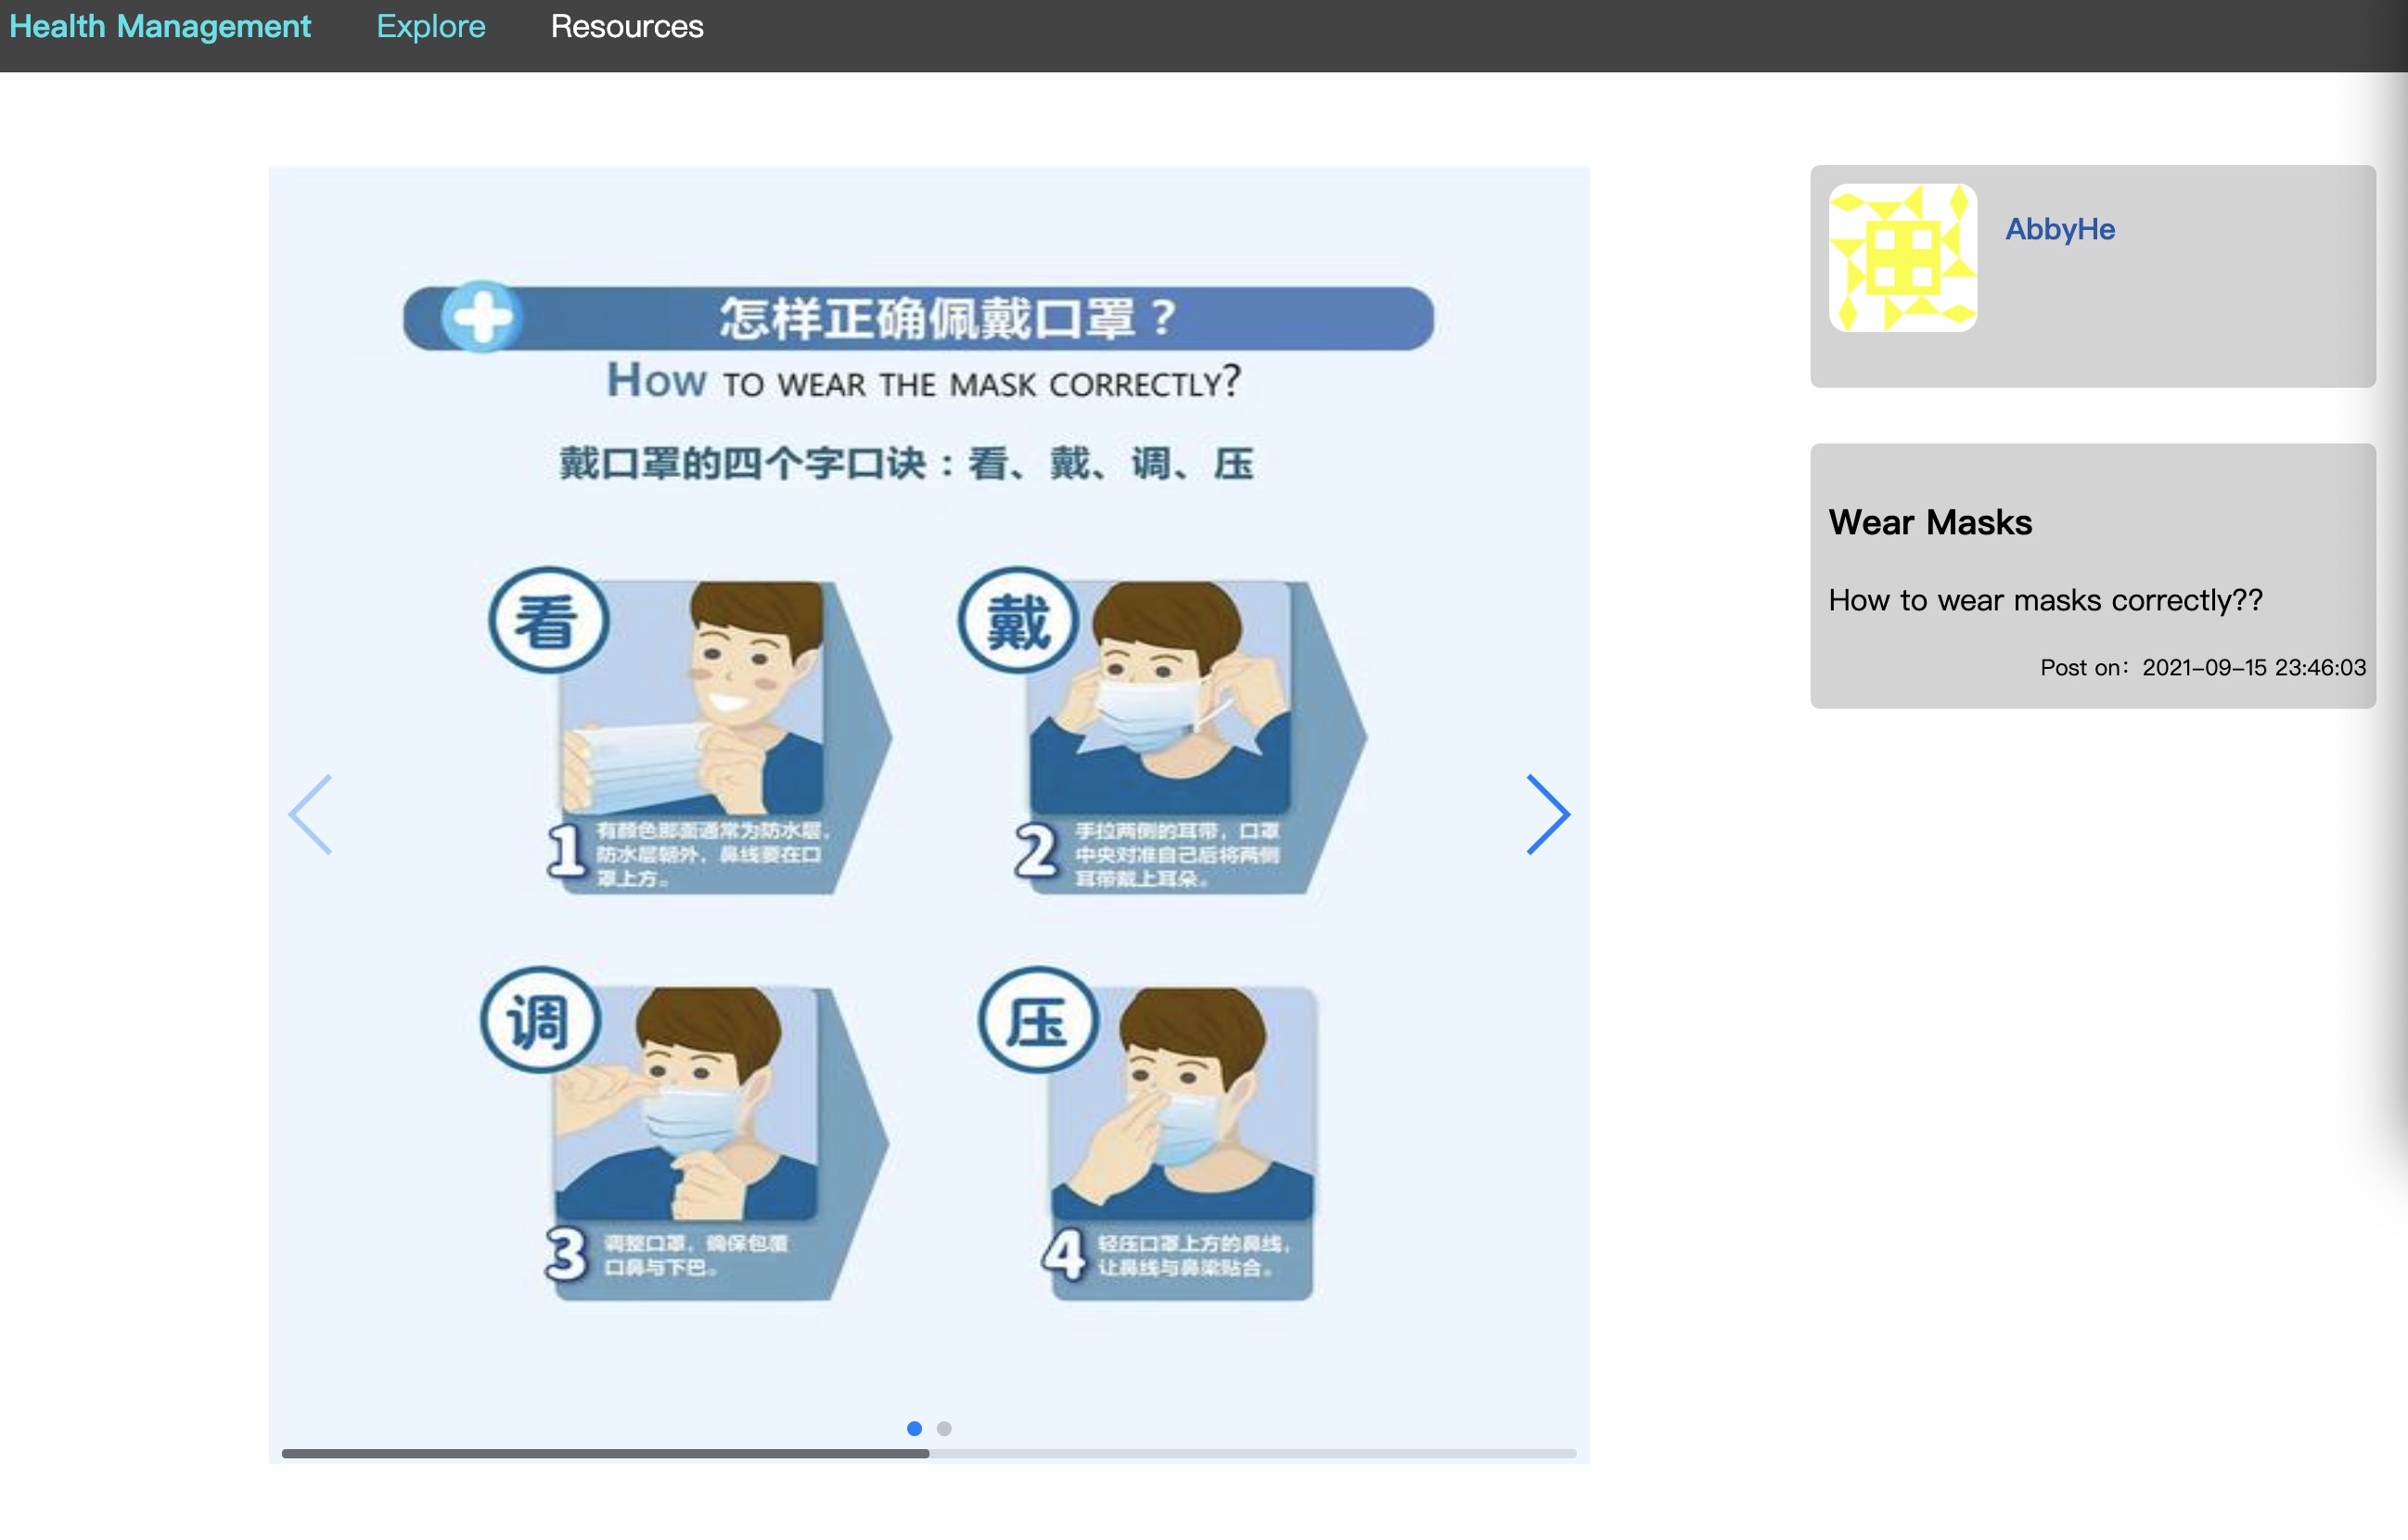 Health Management Explore Resources
怎样正确佩戴口罩？
HOW TO WEAR THE MASK CORRECTLY?
戴口罩的四个字口诀：看、戴、调、压
看
1 有颜色那面通常为防水层，
防水层朝外，鼻线要在口
罩上方。
戴
2 手拉两侧的耳带，口罩
中央对准自己后将两侧
耳带戴上耳朵。
调
3 调整口罩，确保包覆
口鼻与下巴。
压
4 轻压口罩上方的鼻线，
让鼻线与鼻梁贴合。
AbbyHe
Wear Masks
How to wear masks correctly??
Post on：2021-09-15 23:46:03